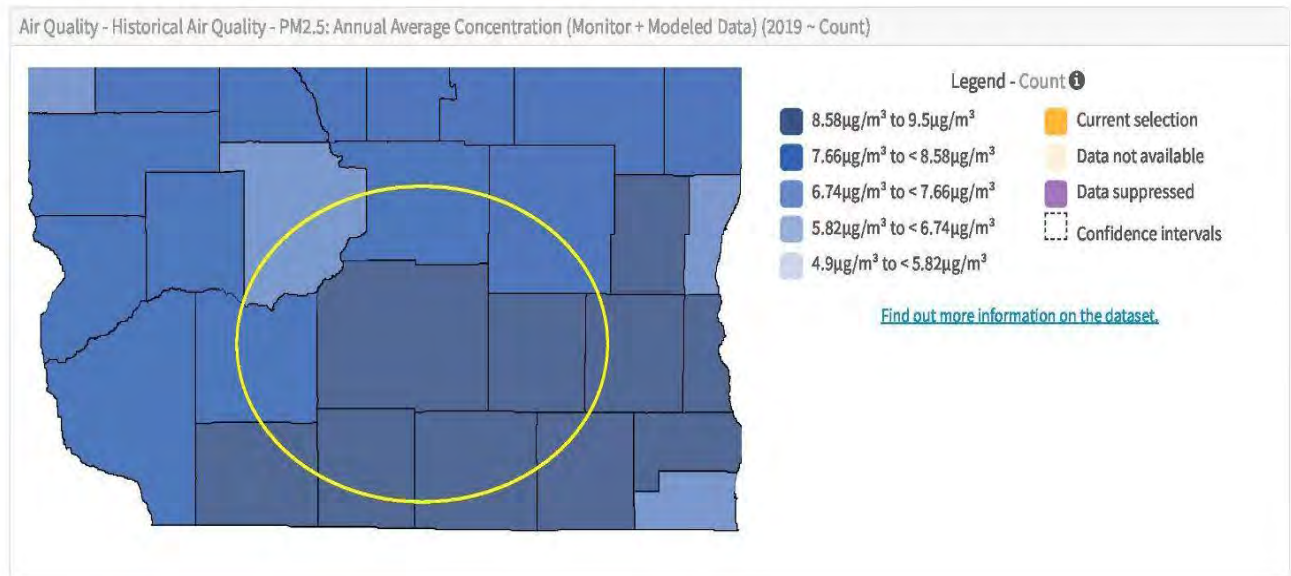 Air Quality - Historical Air Quality - PM2.5: Annual Average Concentration (Monitor + Modeled Data) (2019 ~ Count)
Legend - Count
8.58µg/m³ to 9.5µg/m³
7.66µg/m³ to < 8.58µg/m³
6.74µg/m³ to < 7.66µg/m³
5.82µg/m³ to < 6.74µg/m³
4.9µg/m³ to < 5.82µg/m³
Current selection
Data not available
Data suppressed
Confidence intervals
Find out more information on the dataset.